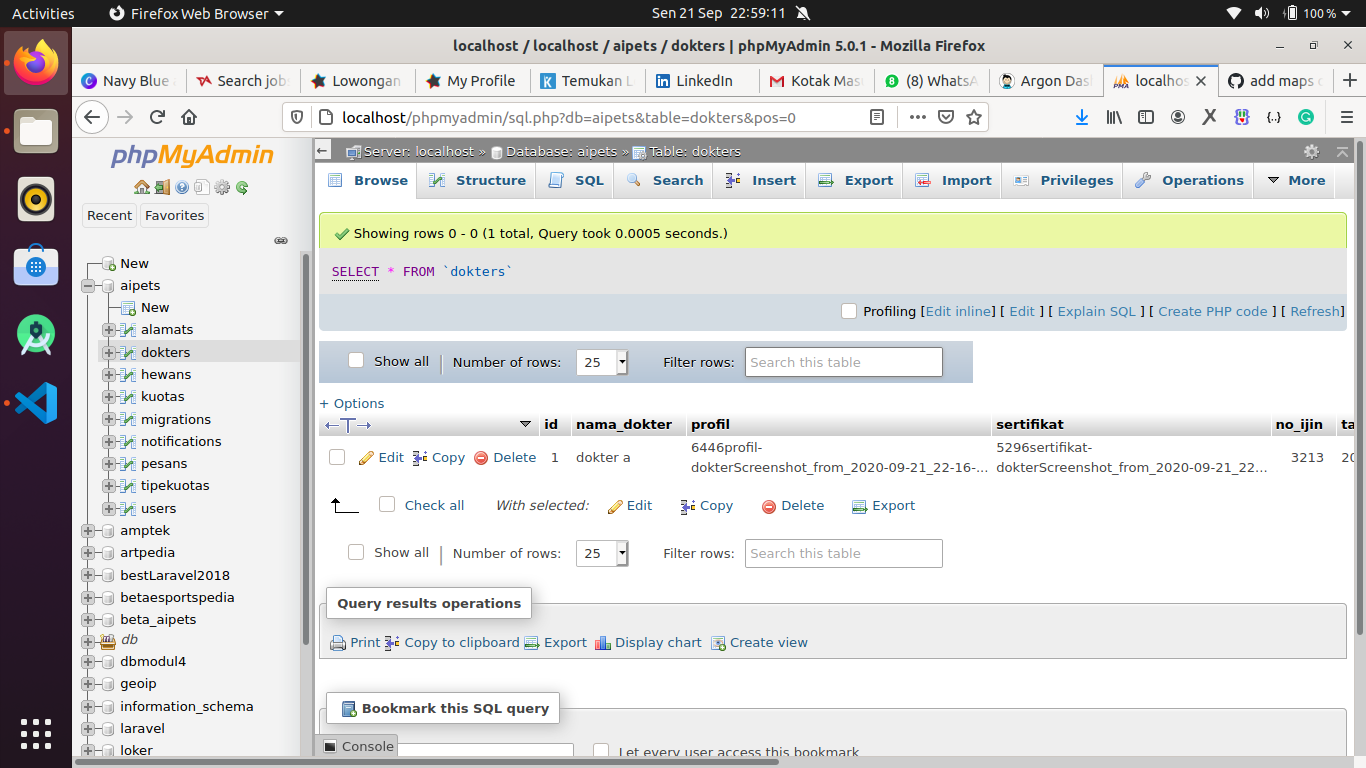 Activities Firefox Web Browser Sen 21 Sep 22:59:11 100 %
localhost / localhost / aipets / dokters | phpMyAdmin 5.0.1 - Mozilla Firefox
Navy Blue Search job Lowongan My Profile Temukan L LinkedIn Kotak Mas (8) WhatsA Argon Das localhos add maps
localhost/phpmyadmin/sql.php?db=aipets&table=dokters&pos=0
phpMyAdmin
Recent Favorites
New
aipets
New
alamats
dokters
hewans
kuotas
migrations
notifications
pesans
tipekuotas
users
amptek
artpedia
bestLaravel2018
betaesportspedia
beta_aipets
db
dbmodul4
geoip
information_schema
laravel
loker
Server: localhost » Database: aipets » Table: dokters
Browse Structure SQL Search Insert Export Import Privileges Operations More
Showing rows 0 - 0 (1 total, Query took 0.0005 seconds.)
SELECT * FROM `dokters`
Profiling [Edit inline] [ Edit ] [ Explain SQL ] [ Create PHP code ] [ Refresh]
Show all | Number of rows: 25 Filter rows: Search this table
+ Options
←T→ id nama_dokter profil sertifikat no_ijin ta
Edit Copy Delete 1 dokter a 6446profil-dokterScreenshot_from_2020-09-21_22-16-... 5296sertifikat-dokterScreenshot_from_2020-09-21_22... 3213 20
Check all With selected: Edit Copy Delete Export
Show all | Number of rows: 25 Filter rows: Search this table
Query results operations
Print Copy to clipboard Export Display chart Create view
Bookmark this SQL query
Console Let every user access this bookmark